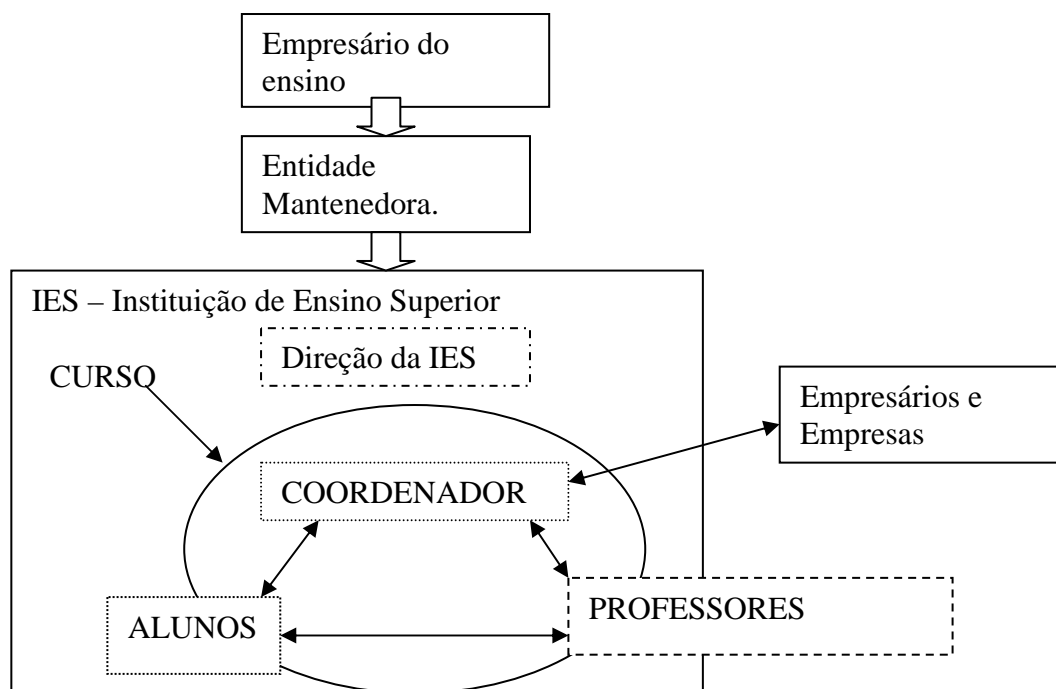 Empresário do
ensino
Entidade
Mantenedora.
IES – Instituição de Ensino Superior
Direção da IES
CURSO
Empresários e
Empresas
COORDENADOR
ALUNOS
PROFESSORES